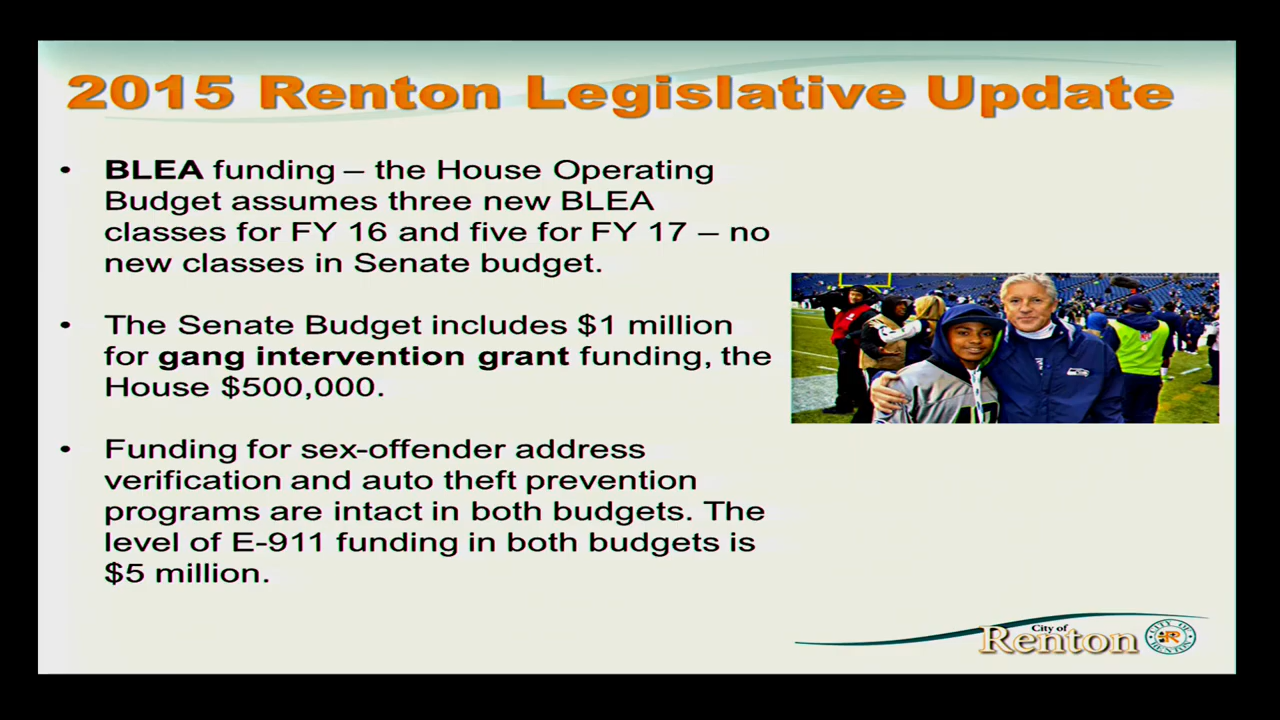 2015 Renton Legislative Update
• BLEA funding – the House Operating
Budget assumes three new BLEA
classes for FY 16 and five for FY 17 – no
new classes in Senate budget.
• The Senate Budget includes $1 million
for gang intervention grant funding, the
House $500,000.
• Funding for sex-offender address
verification and auto theft prevention
programs are intact in both budgets. The
level of E-911 funding in both budgets is
$5 million.
City of
Renton
CITY OF
RENTON